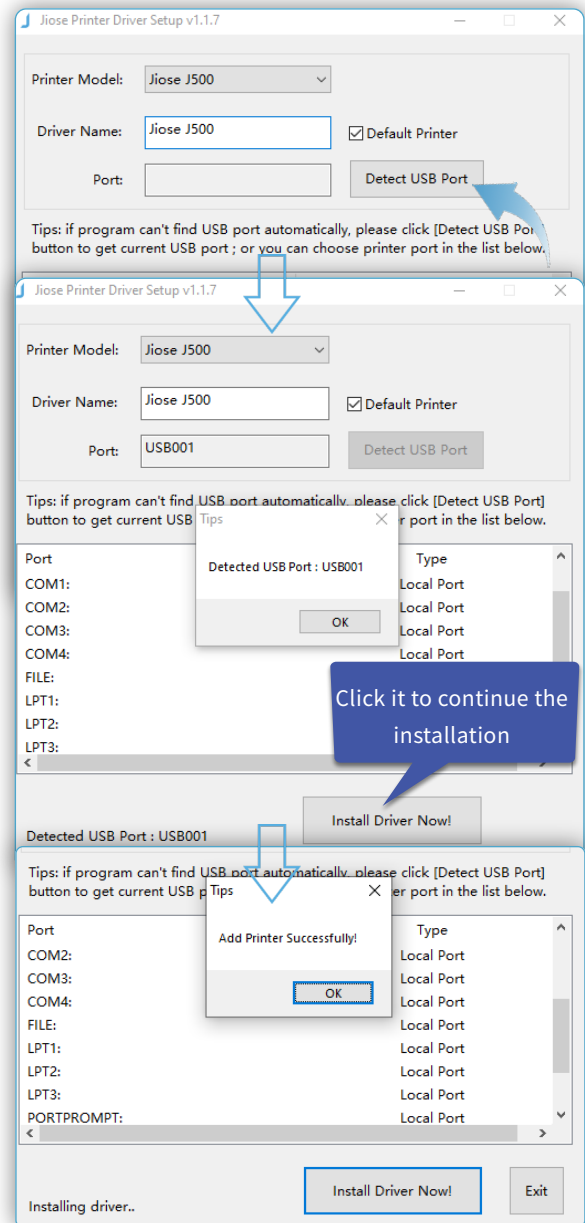 Jiose Printer Driver Setup v1.1.7
Printer Model: Jiose J500
Driver Name: Jiose J500 Default Printer
Port: Detect USB Port
Tips: if program can't find USB port automatically, please click [Detect USB Port]
button to get current USB port ; or you can choose printer port in the list below.
Jiose Printer Driver Setup v1.1.7
Printer Model: Jiose J500
Driver Name: Jiose J500 Default Printer
Port: USB001 Detect USB Port
Tips: if program can't find USB port automatically, please click [Detect USB Port]
button to get current USB port in the list below.
Tips
Detected USB Port : USB001
OK
Port Type
COM1: Local Port
COM2: Local Port
COM3: Local Port
COM4: Local Port
FILE:
LPT1:
LPT2:
LPT3:
Click it to continue the
installation
Install Driver Now!
Detected USB Port : USB001
Tips: if program can't find USB port automatically, please click [Detect USB Port]
button to get current USB port in the list below.
Tips
Add Printer Successfully!
OK
Port Type
COM2: Local Port
COM3: Local Port
COM4: Local Port
FILE: Local Port
LPT1: Local Port
LPT2: Local Port
LPT3: Local Port
PORTPROMPT: Local Port
Installing driver..
Install Driver Now! Exit